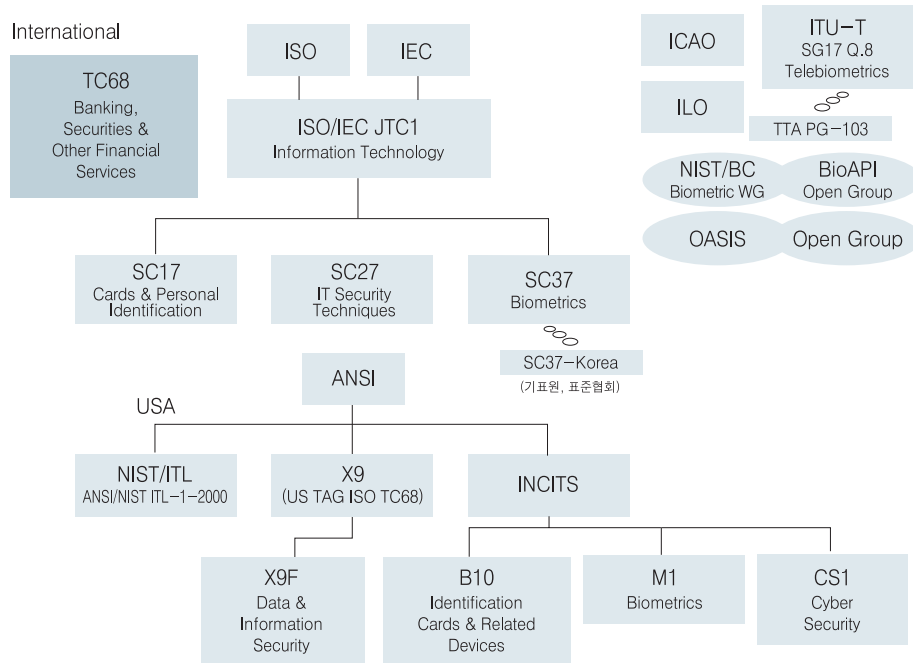 International
TC68
Banking,
Securities &
Other Financial
Services
ISO
IEC
ISO/IEC JTC1
Information Technology
SC17
Cards & Personal
Identification
SC27
IT Security
Techniques
SC37
Biometrics
SC37-Korea
(기표원, 표준협회)
ICAO
ITU-T
SG17 Q.8
Telebiometrics
ILO
TTA PG-103
NIST/BC
Biometric WG
BioAPI
Open Group
OASIS
Open Group
ANSI
USA
NIST/ITL
ANSI/NIST ITL-1-2000
X9
(US TAG ISO TC68)
INCITS
X9F
Data &
Information
Security
B10
Identification
Cards & Related
Devices
M1
Biometrics
CS1
Cyber
Security